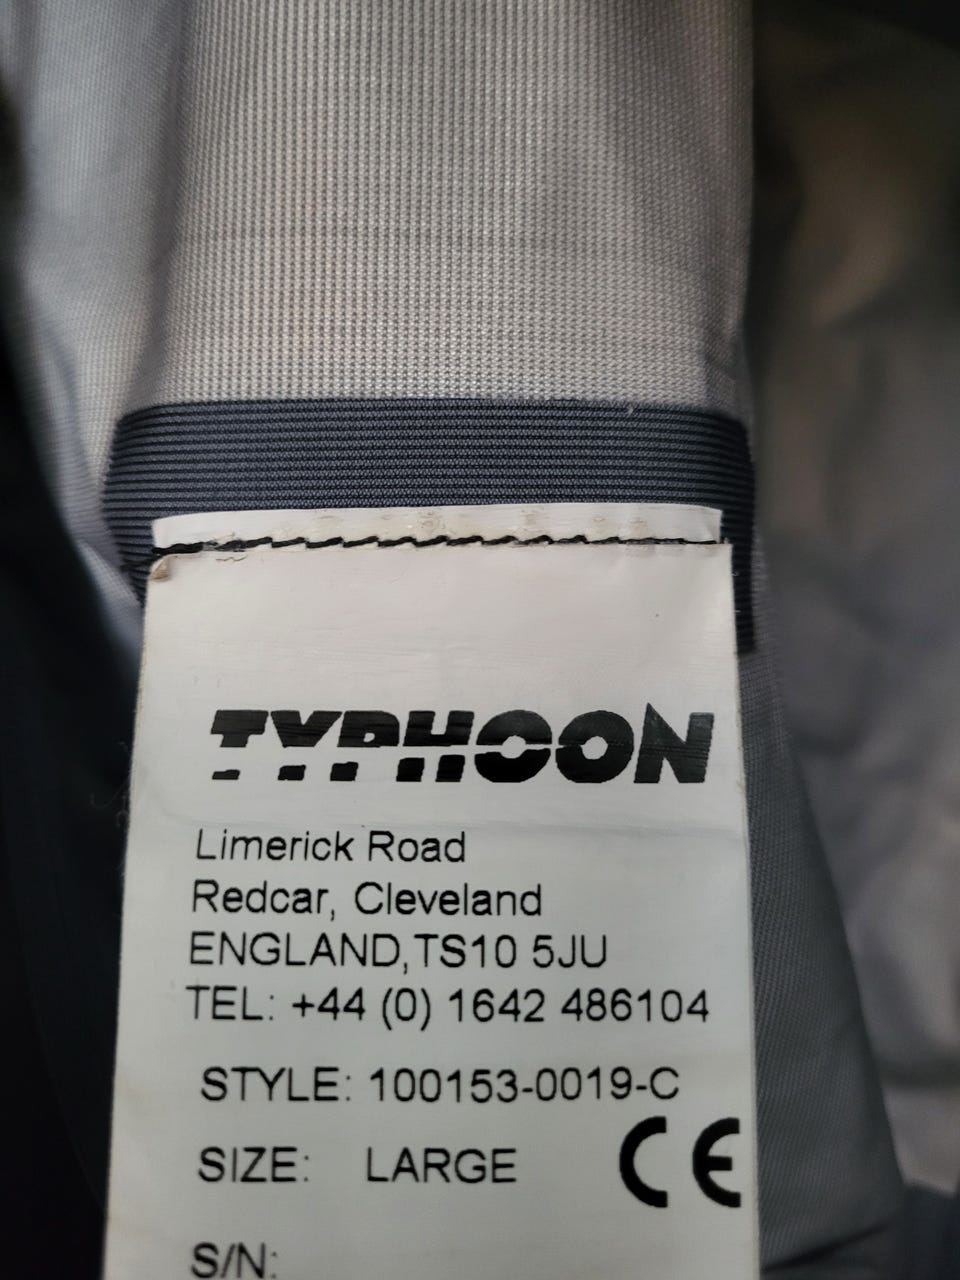 TYPHOON
Limerick Road
Redcar, Cleveland
ENGLAND,TS10 5JU
TEL: +44 (0) 1642 486104
STYLE: 100153-0019-C
SIZE: LARGE CE
S/N: